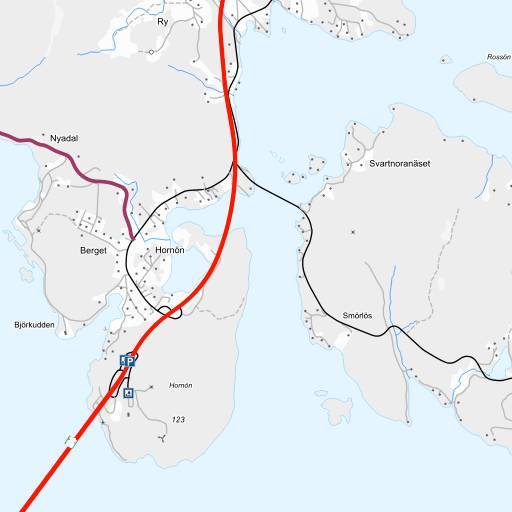 Ry
Rossön
Nyadal
Svartnoranäset
Berget
Hornön
Smörlös
Björkudden
P
Hornön
123